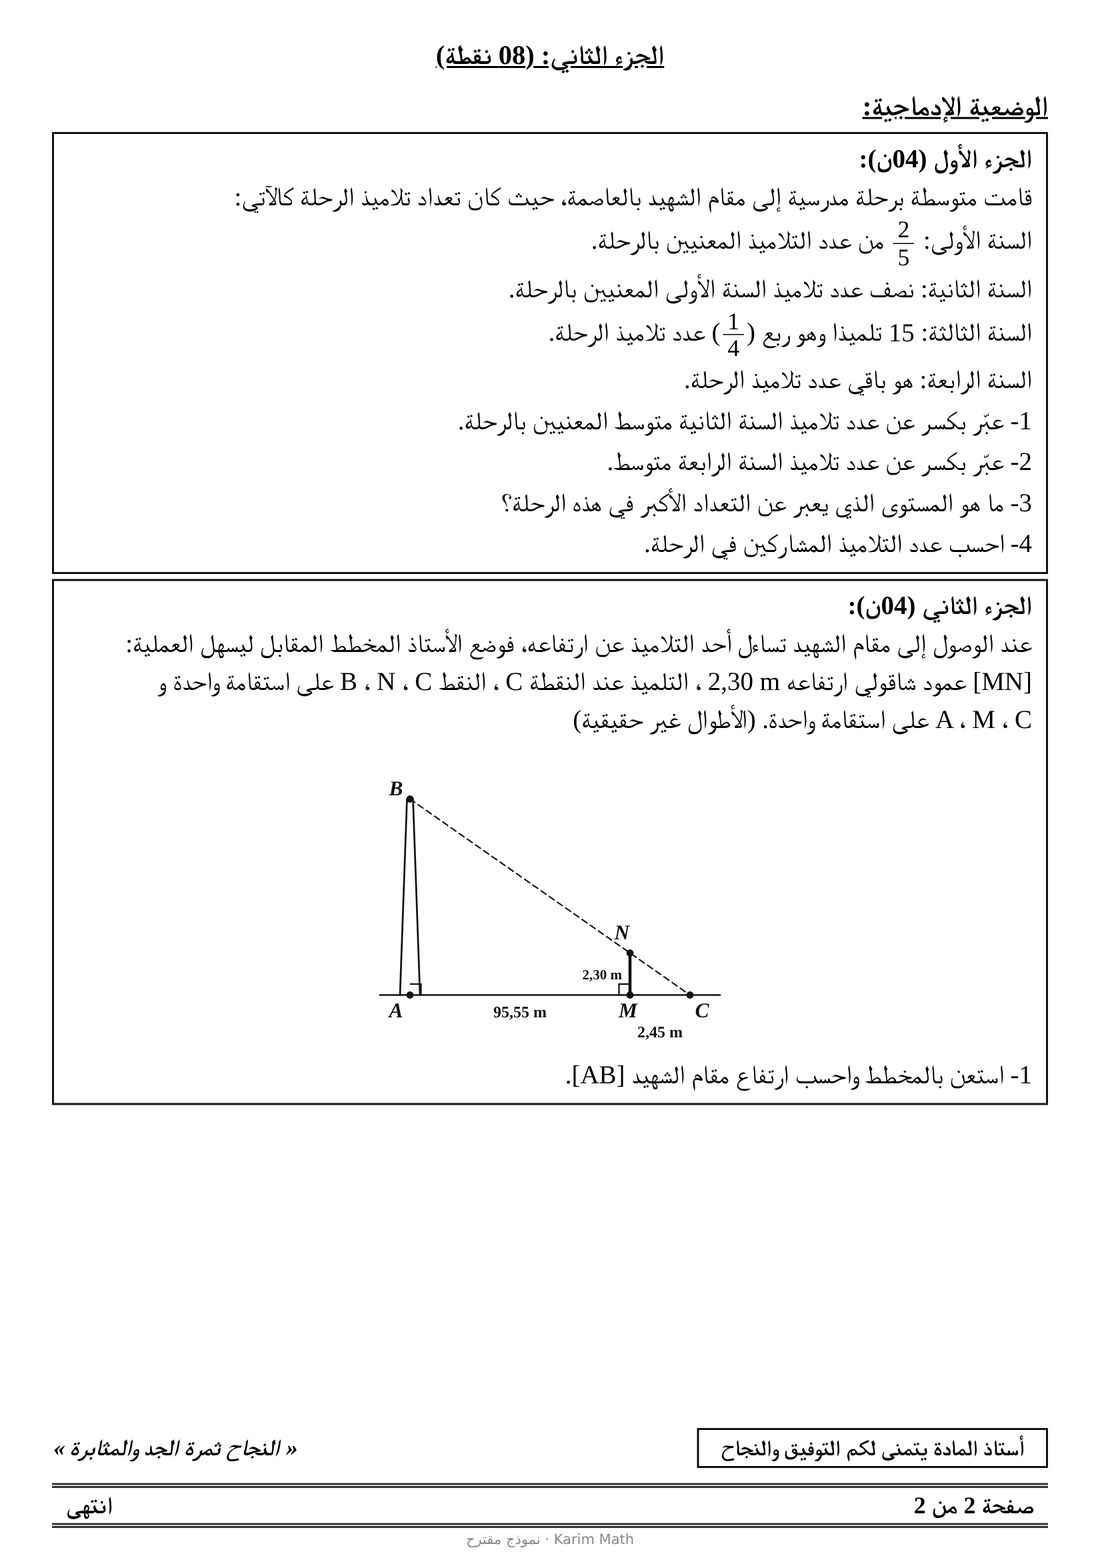 الجزء الثاني: (08 نقطة)
الوضعية الإدماجية:
الجزء الأول (04ن):
قامت متوسطة برحلة مدرسية إلى مقام الشهيد بالعاصمة، حيث كان تعداد تلاميذ الرحلة كالآتي:
السنة الأولى: 2/5 من عدد التلاميذ المعنيين بالرحلة.
السنة الثانية: نصف عدد تلاميذ السنة الأولى المعنيين بالرحلة.
السنة الثالثة: 15 تلميذا وهو ربع (1/4) عدد تلاميذ الرحلة.
السنة الرابعة: هو باقي عدد تلاميذ الرحلة.
1- عبّر بكسر عن عدد تلاميذ السنة الثانية متوسط المعنيين بالرحلة.
2- عبّر بكسر عن عدد تلاميذ السنة الرابعة متوسط.
3- ما هو المستوى الذي يعبر عن التعداد الأكبر في هذه الرحلة؟
4- احسب عدد التلاميذ المشاركين في الرحلة.
الجزء الثاني (04ن):
عند الوصول إلى مقام الشهيد تساءل أحد التلاميذ عن ارتفاعه، فوضع الأستاذ المخطط المقابل ليسهل العملية:
[MN] عمود شاقولي ارتفاعه 2,30 m ، التلميذ عند النقطة C ، النقط B ، N ، C على استقامة واحدة و
A ، M ، C على استقامة واحدة. (الأطوال غير حقيقية)
B
N
2,30 m
A
95,55 m
M
C
2,45 m
1- استعن بالمخطط واحسب ارتفاع مقام الشهيد [AB].
أستاذ المادة يتمنى لكم التوفيق والنجاح
« النجاح ثمرة الجد والمثابرة »
صفحة 2 من 2
انتهى
نموذج مقترح · Karim Math